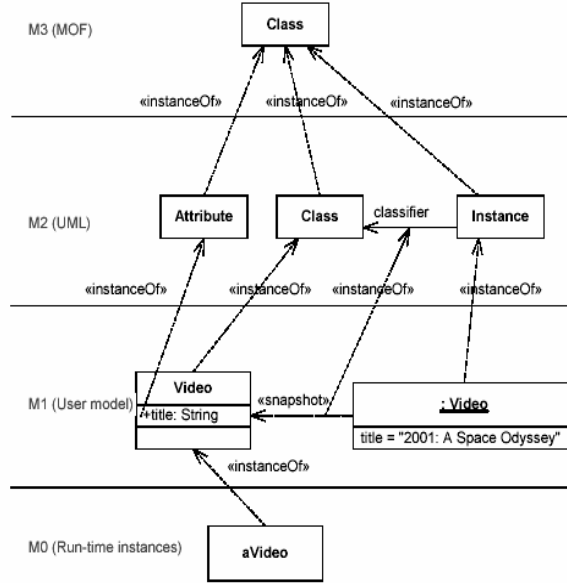 M3 (MOF)
Class
«instanceOf» «instanceOf» «instanceOf»
M2 (UML)
Attribute
Class
classifier
Instance
«instanceOf» «instanceOf» «instanceOf» «instanceOf»
M1 (User model)
Video
+title: String
«snapshot»
: Video
title = "2001: A Space Odyssey"
«instanceOf»
M0 (Run-time instances)
aVideo